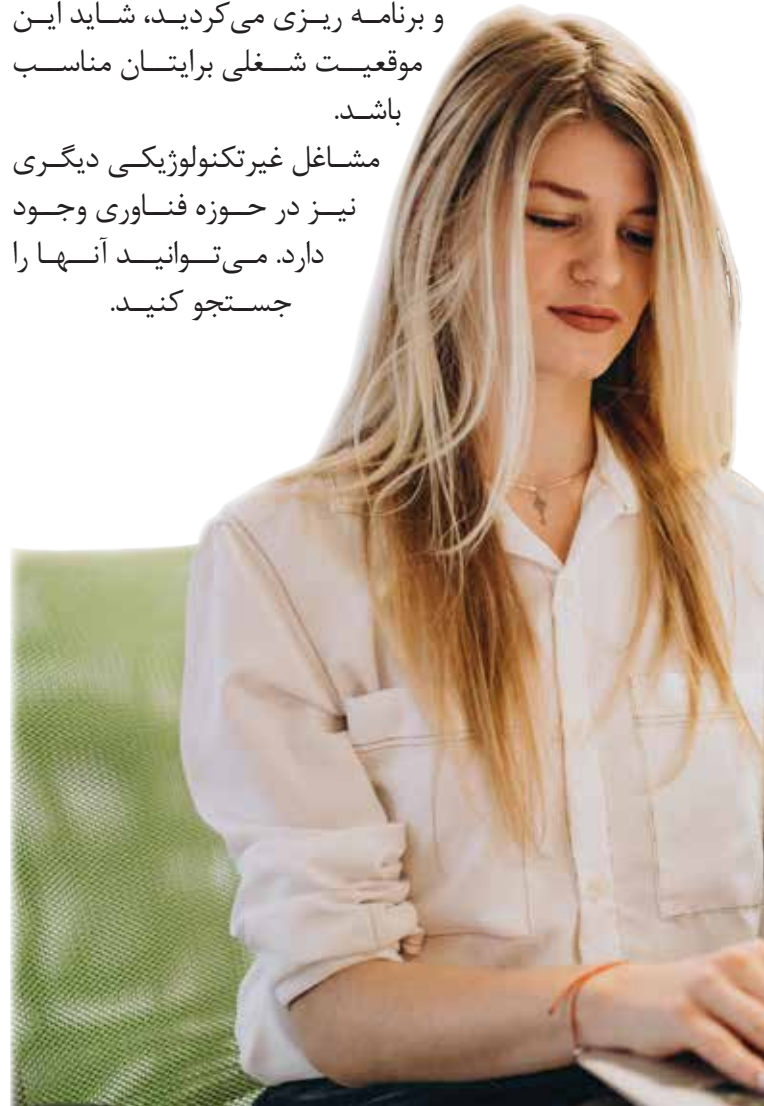 و برنامه ریزی می‌کردید، شاید این
موقعیت شغلی برایتان مناسب
باشد.
مشاغل غیرتکنولوژیکی دیگری
نیز در حوزه فناوری وجود
دارد. می‌توانید آنها را
جستجو کنید.